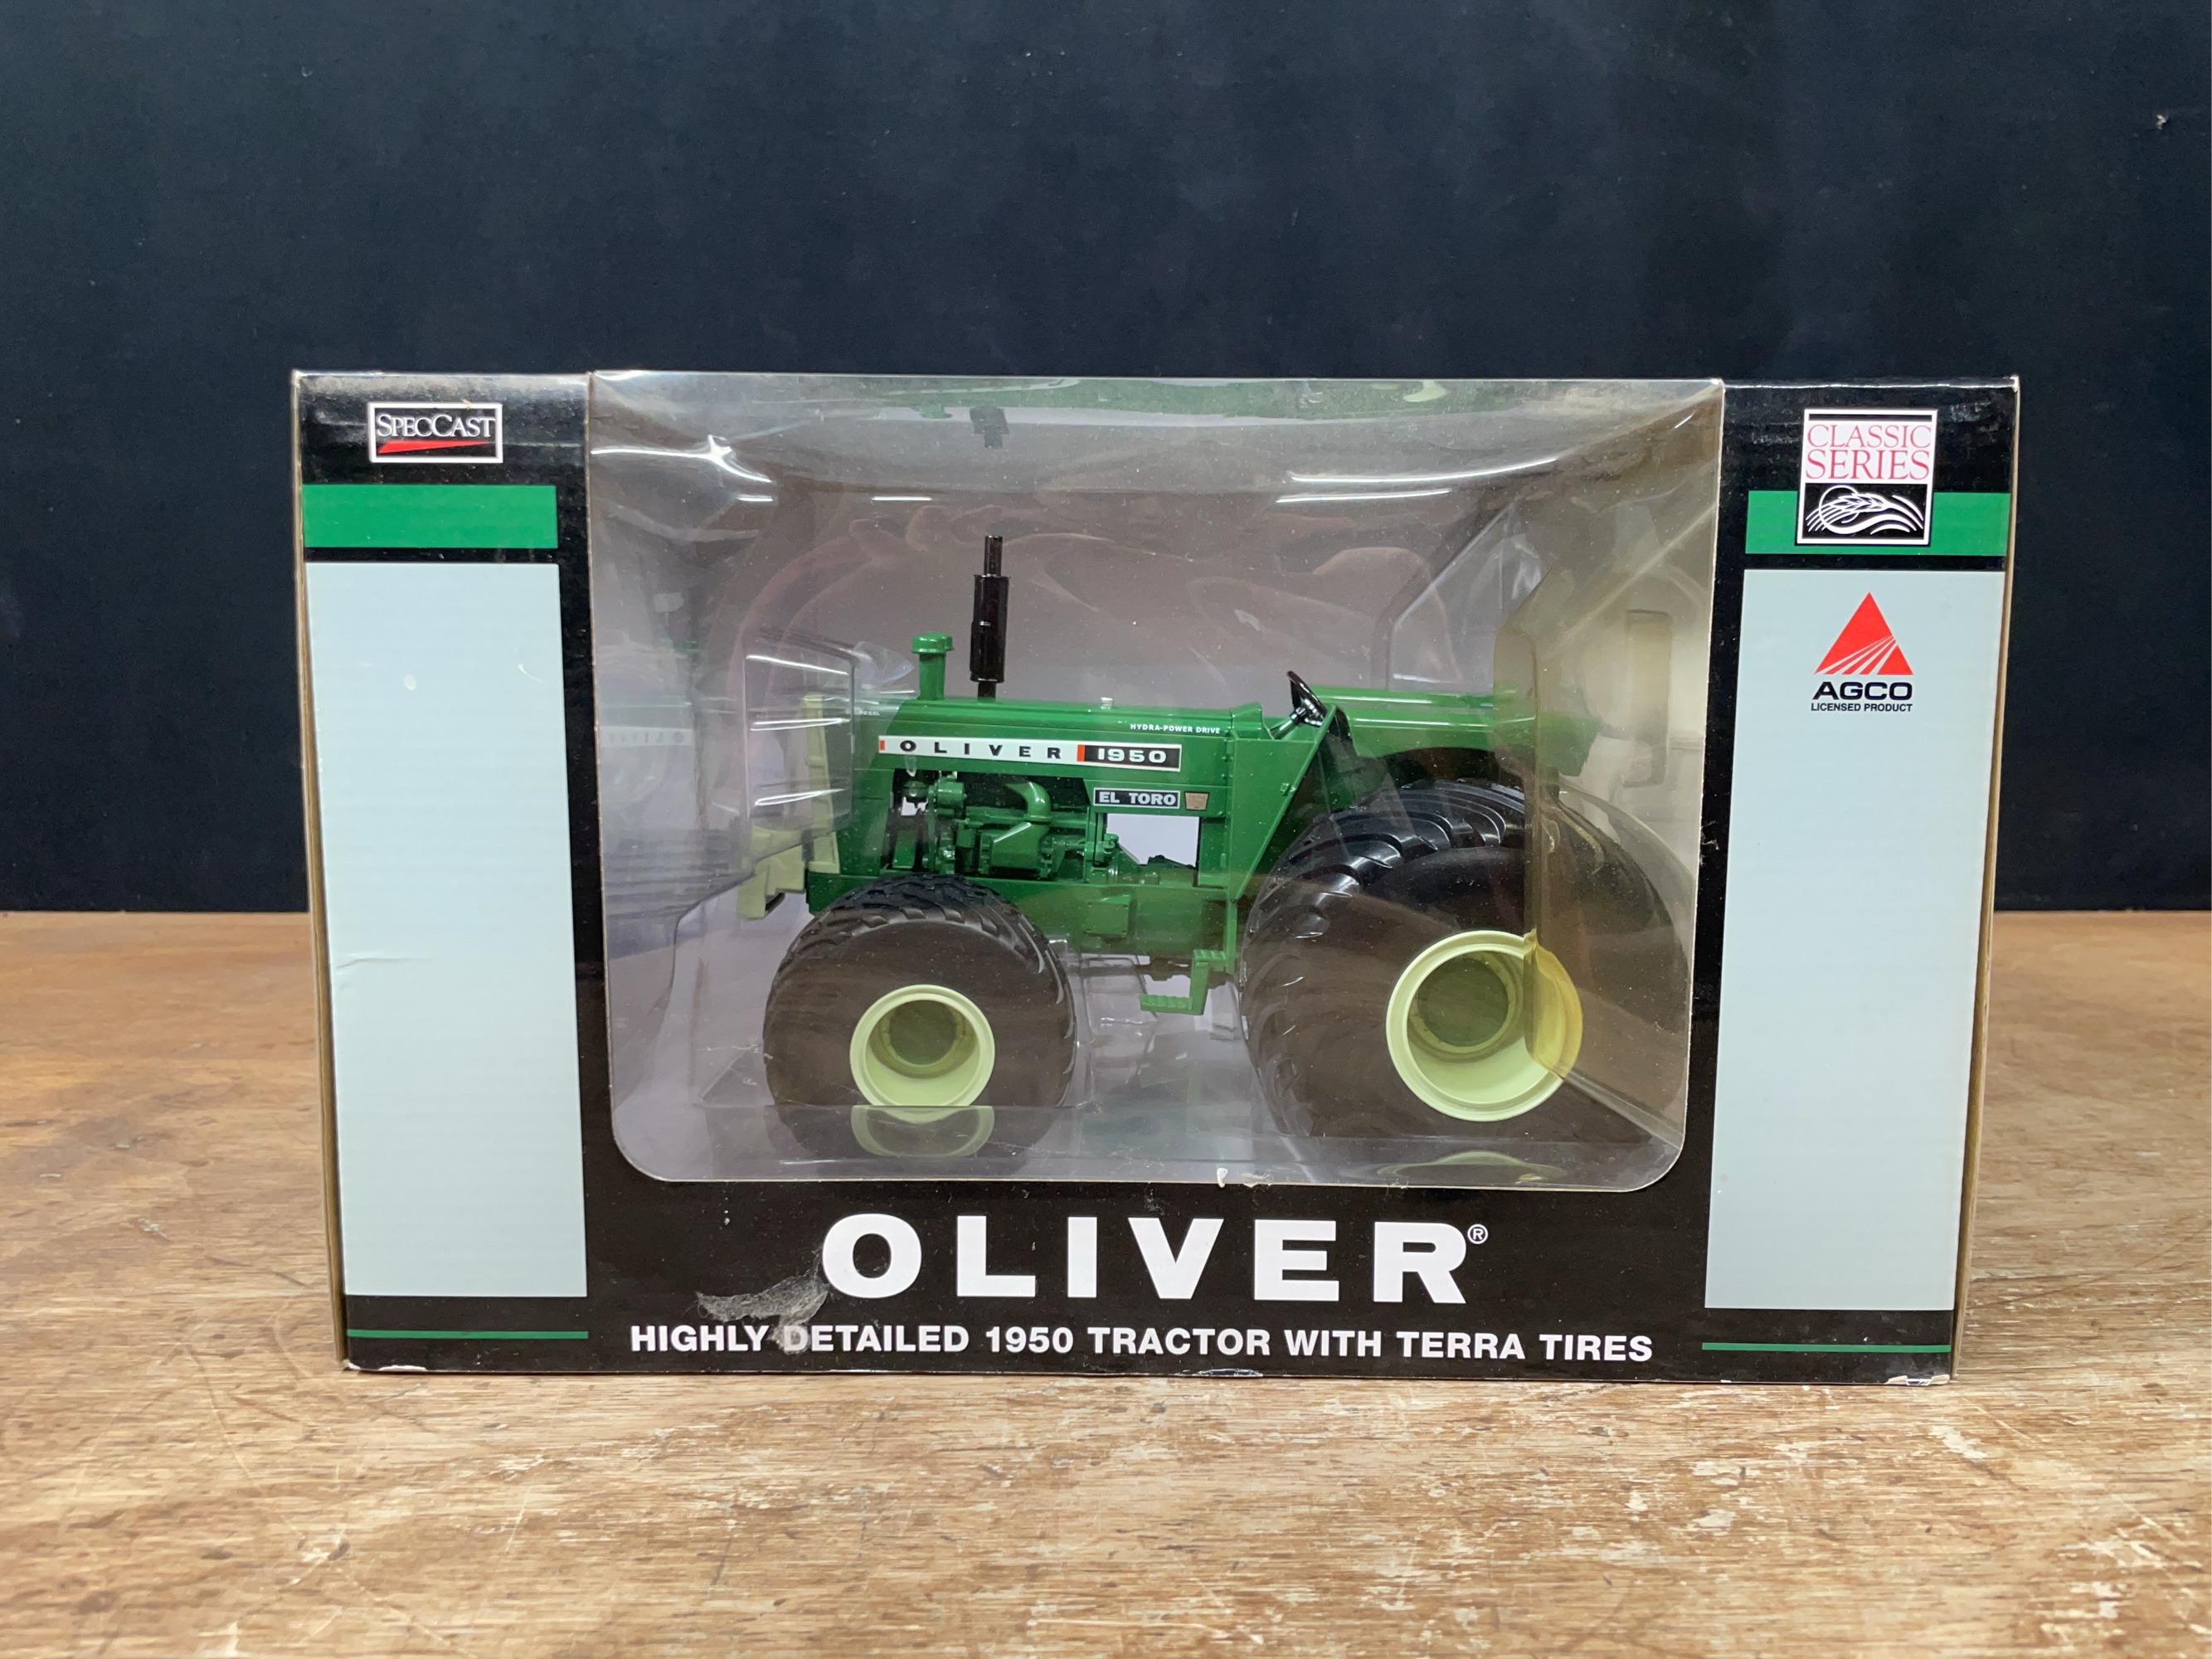 SPECCAST
CLASSIC
SERIES
AGCO
LICENSED PRODUCT
HYDRA-POWER DRIVE
OLIVER 1950
EL TORO
OLIVER®
HIGHLY DETAILED 1950 TRACTOR WITH TERRA TIRES